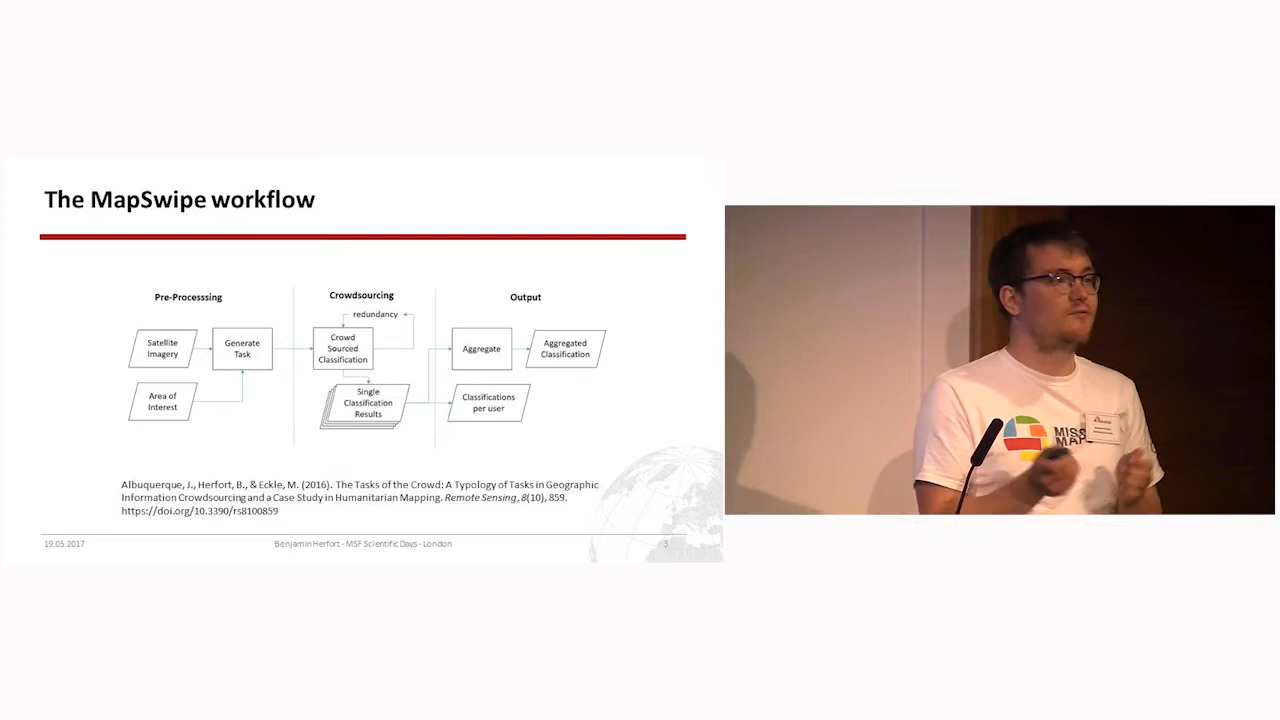 The MapSwipe workflow
Pre-Processsing
Crowdsourcing
Output
redundancy
Satellite
Imagery
Generate
Task
Crowd
Sourced
Classification
Aggregate
Aggregated
Classification
Area of
Interest
Single
Classification
Results
Classifications
per user
Albuquerque, J., Herfort, B., & Eckle, M. (2016). The Tasks of the Crowd: A Typology of Tasks in Geographic
Information Crowdsourcing and a Case Study in Humanitarian Mapping. Remote Sensing, 8(10), 859.
https://doi.org/10.3390/rs8100859
19.05.2017
Benjamin Herfort - MSF Scientific Days - London
3
MISS
MAP